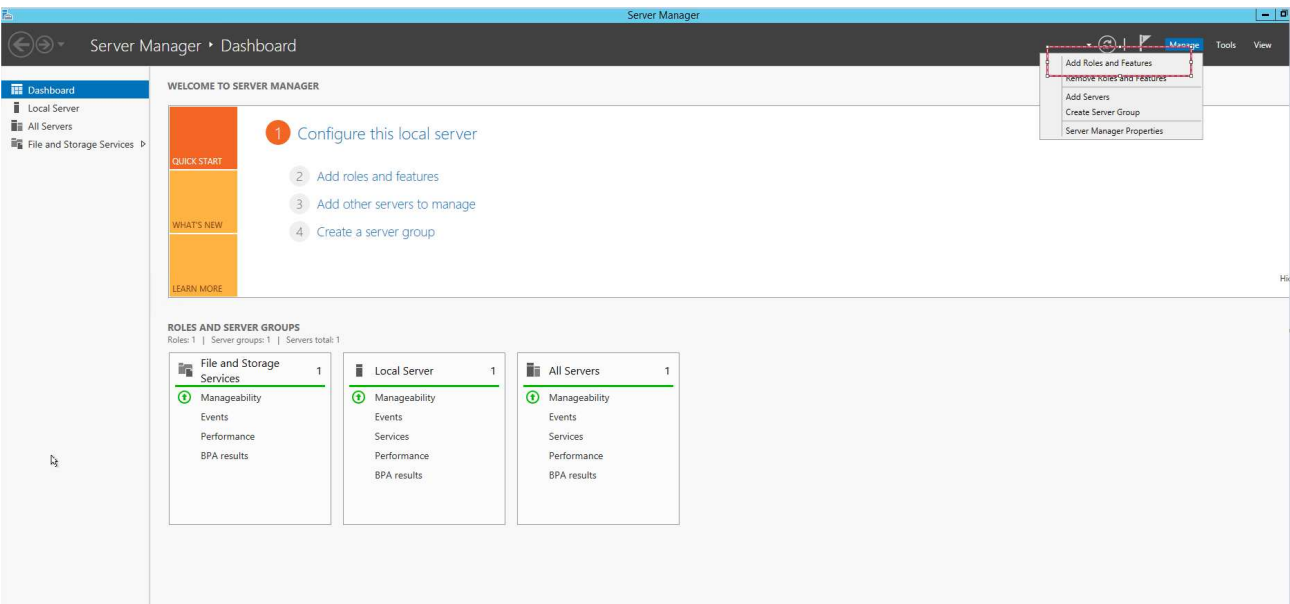 Server Manager
Server Manager • Dashboard
Manage Tools View
Add Roles and Features
Remove Roles and Features
Add Servers
Create Server Group
Server Manager Properties
Dashboard
Local Server
All Servers
File and Storage Services
WELCOME TO SERVER MANAGER
QUICK START
WHAT'S NEW
LEARN MORE
1 Configure this local server
2 Add roles and features
3 Add other servers to manage
4 Create a server group
ROLES AND SERVER GROUPS
Roles: 1 | Server groups: 1 | Servers total: 1
File and Storage
Services 1
Manageability
Events
Performance
BPA results
Local Server 1
Manageability
Events
Services
Performance
BPA results
All Servers 1
Manageability
Events
Services
Performance
BPA results